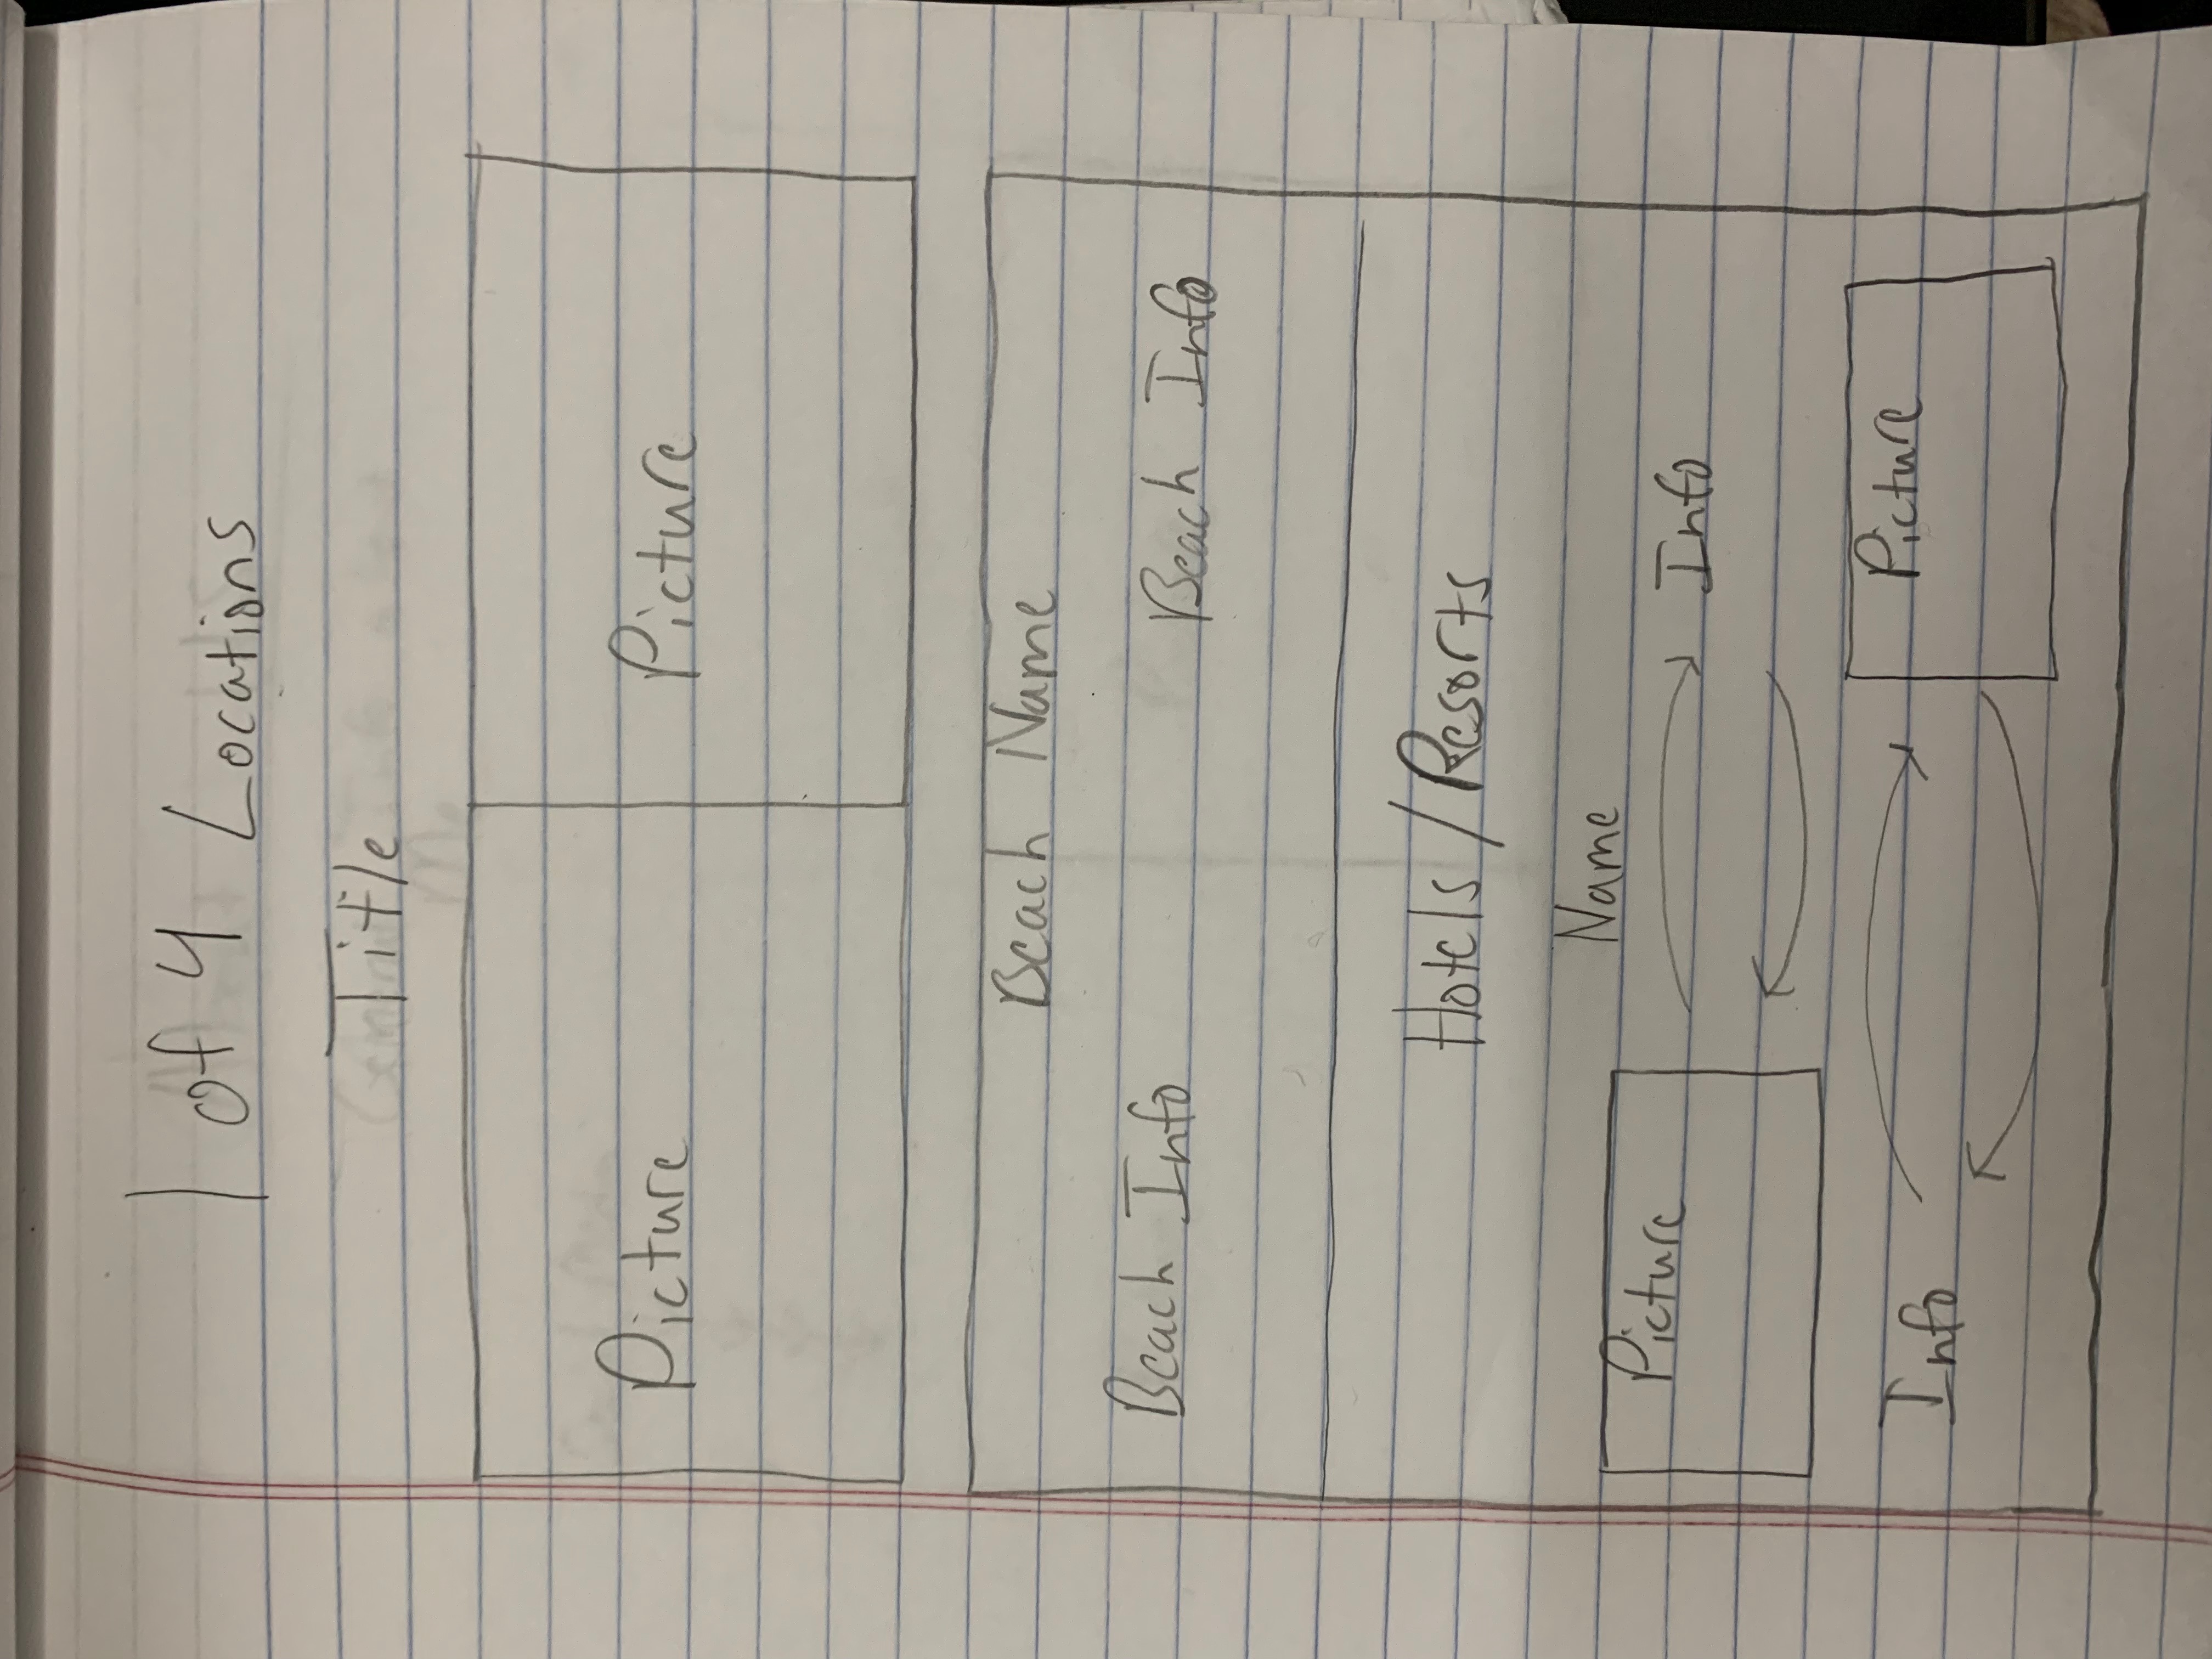 1 of 4 Locations
Title
Picture Picture
Beach Name
Beach Info Beach Info
Hotels/Resorts
Name
Picture
Info
Picture
Info